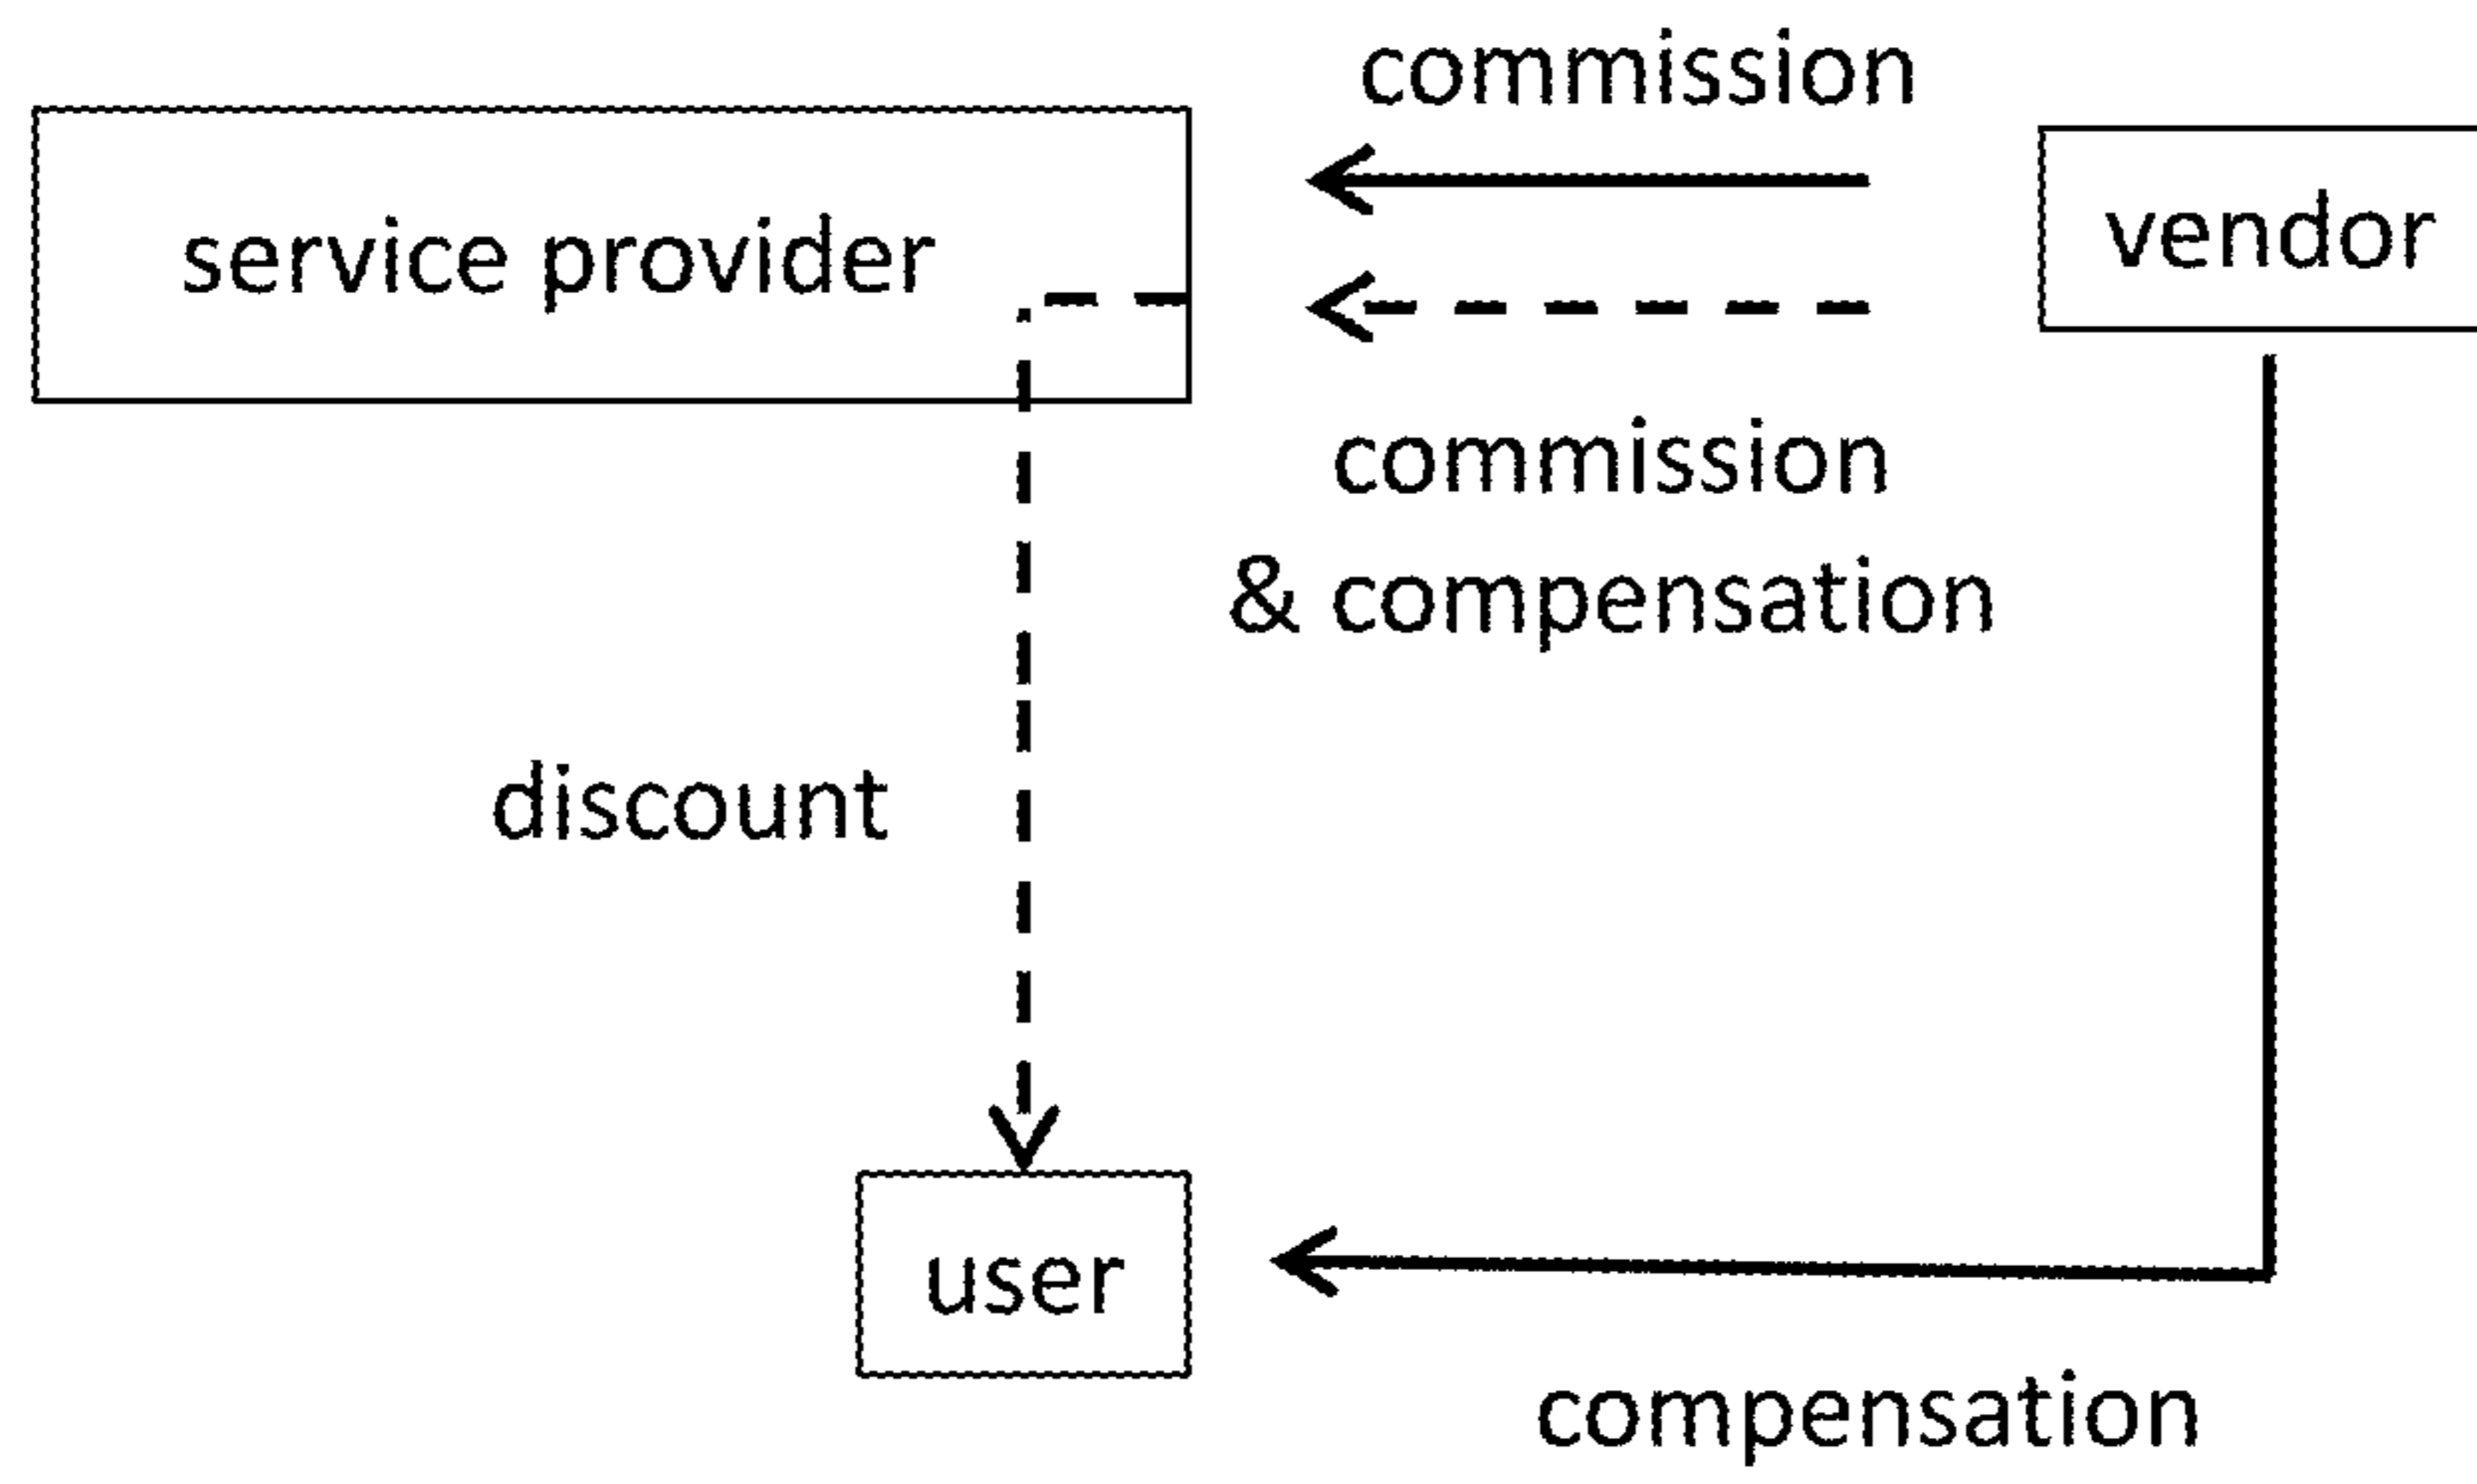 commission
service provider
vendor
commission
& compensation
discount
user
compensation